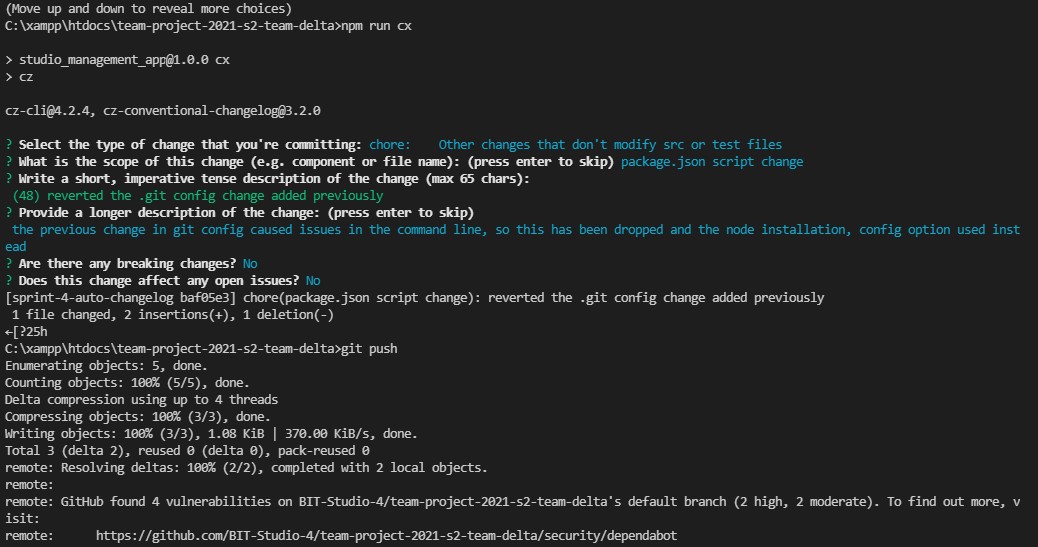 (Move up and down to reveal more choices)
C:\xampp\htdocs\team-project-2021-s2-team-delta>npm run cx
> studio_management_app@1.0.0 cx
> cz
cz-cli@4.2.4, cz-conventional-changelog@3.2.0
? Select the type of change that you're committing: chore:    Other changes that don't modify src or test files
? What is the scope of this change (e.g. component or file name): (press enter to skip) package.json script change
? Write a short, imperative tense description of the change (max 65 chars):
 (48) reverted the .git config change added previously
? Provide a longer description of the change: (press enter to skip)
 the previous change in git config caused issues in the command line, so this has been dropped and the node installation, config option used inst
ead
? Are there any breaking changes? No
? Does this change affect any open issues? No
[sprint-4-auto-changelog baf05e3] chore(package.json script change): reverted the .git config change added previously
 1 file changed, 2 insertions(+), 1 deletion(-)
←[?25h
C:\xampp\htdocs\team-project-2021-s2-team-delta>git push
Enumerating objects: 5, done.
Counting objects: 100% (5/5), done.
Delta compression using up to 4 threads
Compressing objects: 100% (3/3), done.
Writing objects: 100% (3/3), 1.08 KiB | 370.00 KiB/s, done.
Total 3 (delta 2), reused 0 (delta 0), pack-reused 0
remote: Resolving deltas: 100% (2/2), completed with 2 local objects.
remote:
remote: GitHub found 4 vulnerabilities on BIT-Studio-4/team-project-2021-s2-team-delta's default branch (2 high, 2 moderate). To find out more, v
isit:
remote:      https://github.com/BIT-Studio-4/team-project-2021-s2-team-delta/security/dependabot